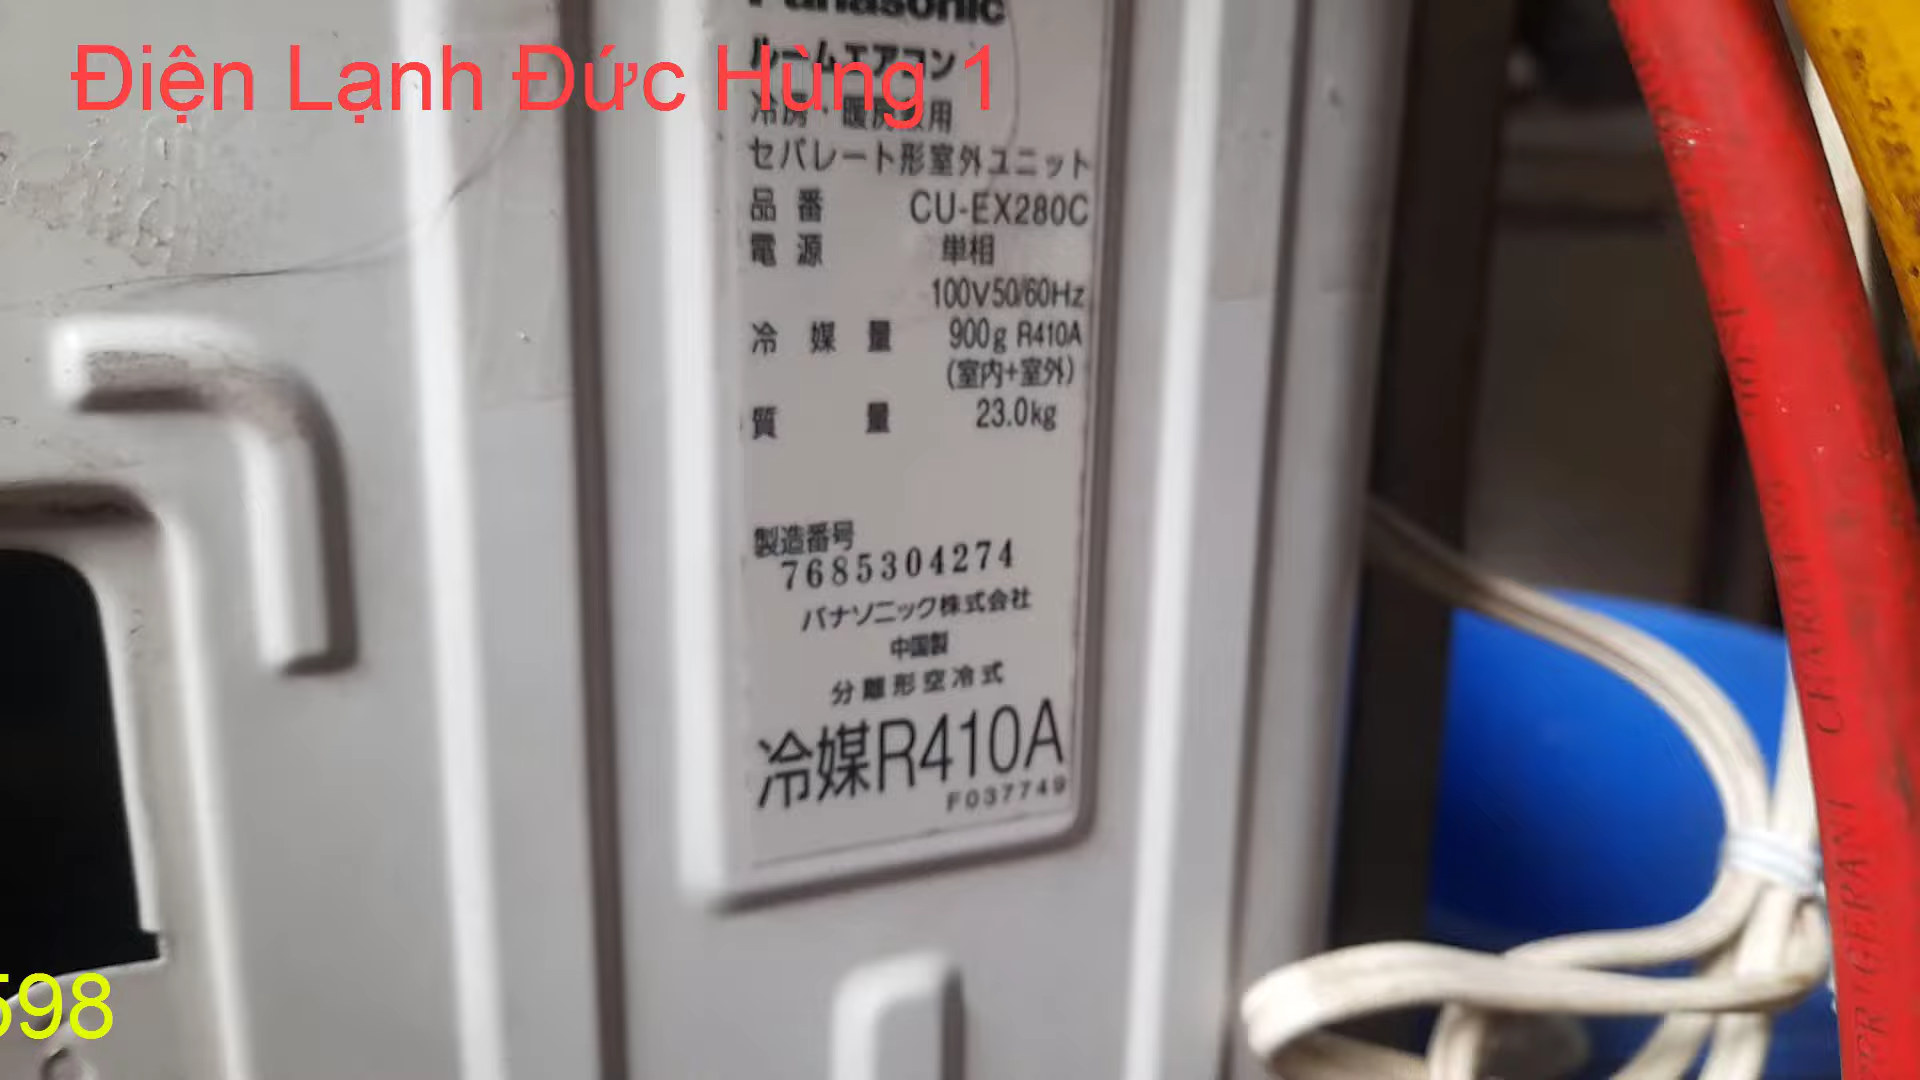 Panasonic
Điện Lạnh Đức Hùng 1
ルームエアコン
冷房・暖房兼用
セパレート形室外ユニット
品番 CU-EX280C
電源 単相
100V50/60Hz
冷媒量 900g R410A
(室内+室外)
質量 23.0kg
製造番号
7685304274
パナソニック株式会社
中国製
分離形空冷式
冷媒R410A
F037749
598